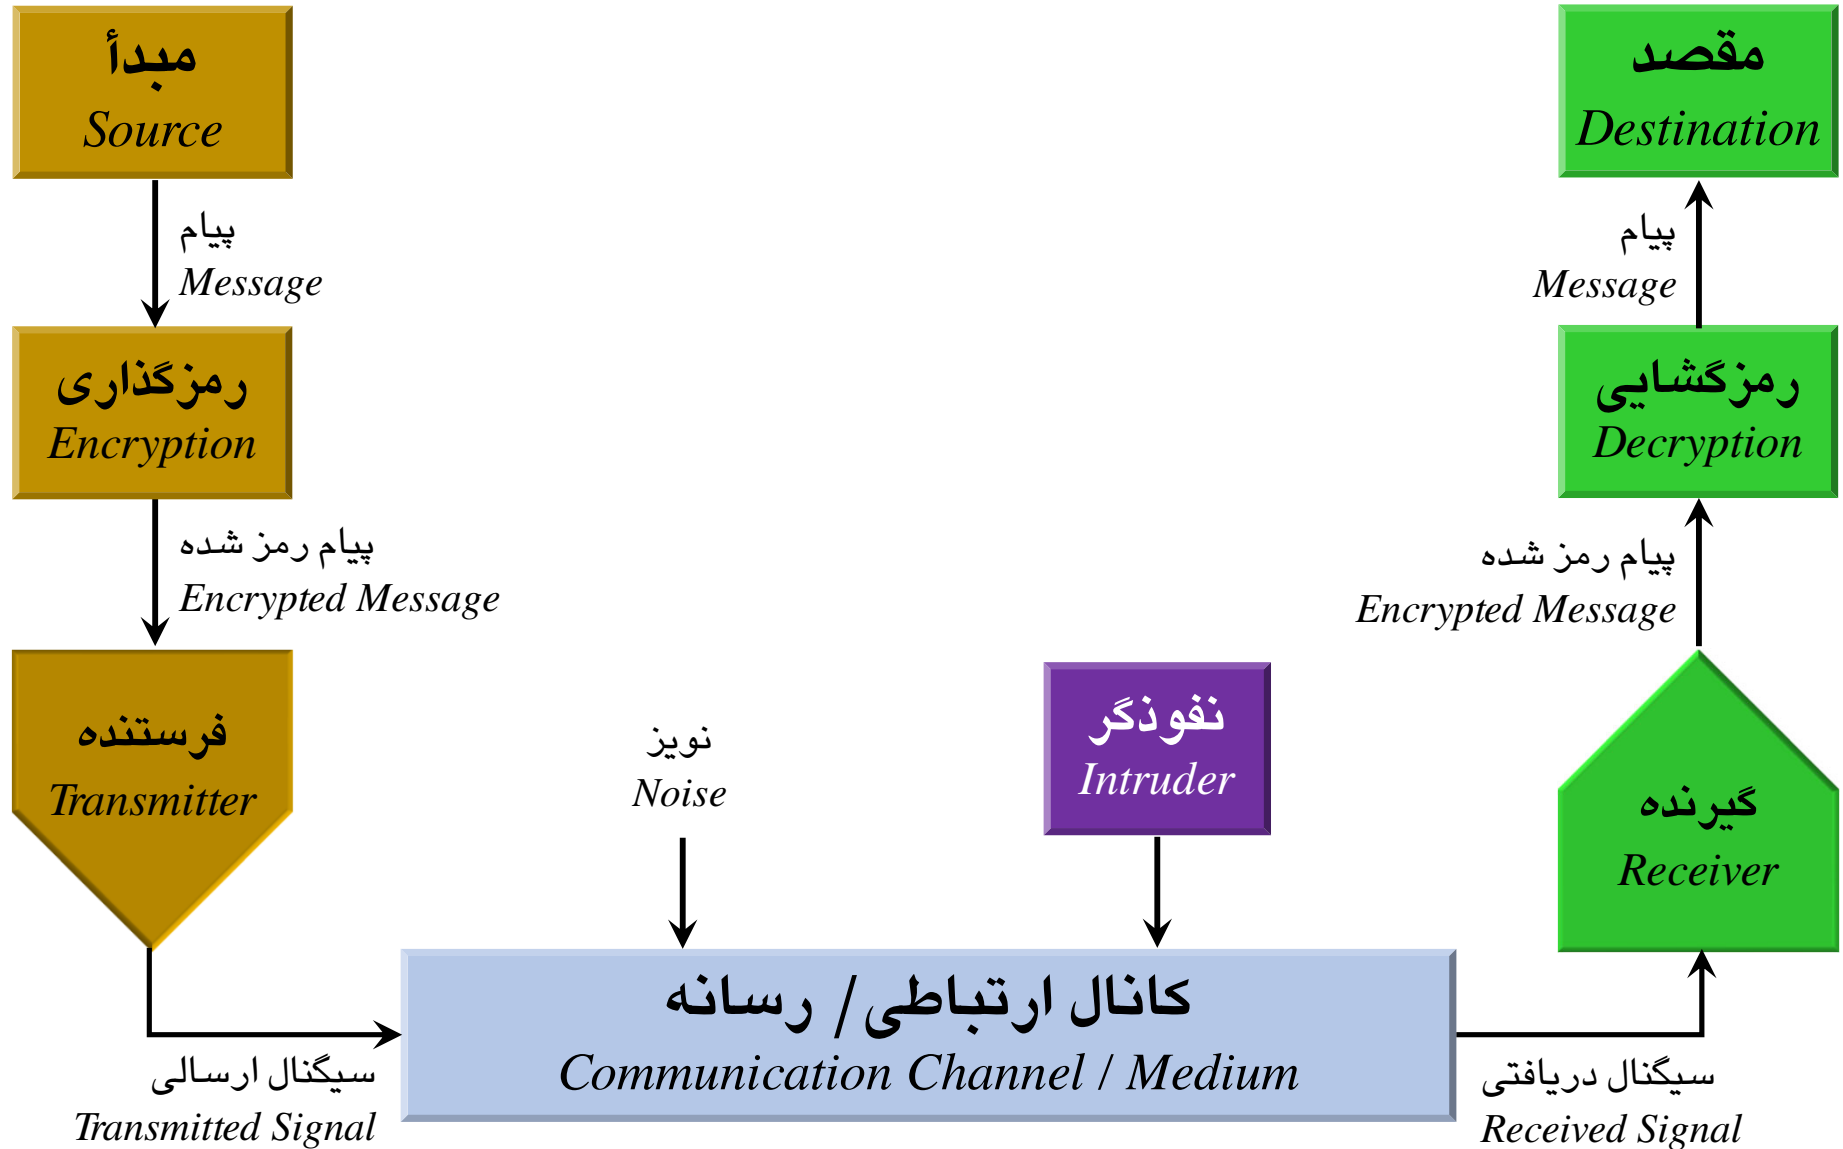 مبدأ
Source
پیام
Message
رمزگذاری
Encryption
پیام رمز شده
Encrypted Message
فرستنده
Transmitter
سیگنال ارسالی
Transmitted Signal
نویز
Noise
نفوذگر
Intruder
کانال ارتباطی/ رسانه
Communication Channel / Medium
سیگنال دریافتی
Received Signal
گیرنده
Receiver
پیام رمز شده
Encrypted Message
رمزگشایی
Decryption
پیام
Message
مقصد
Destination